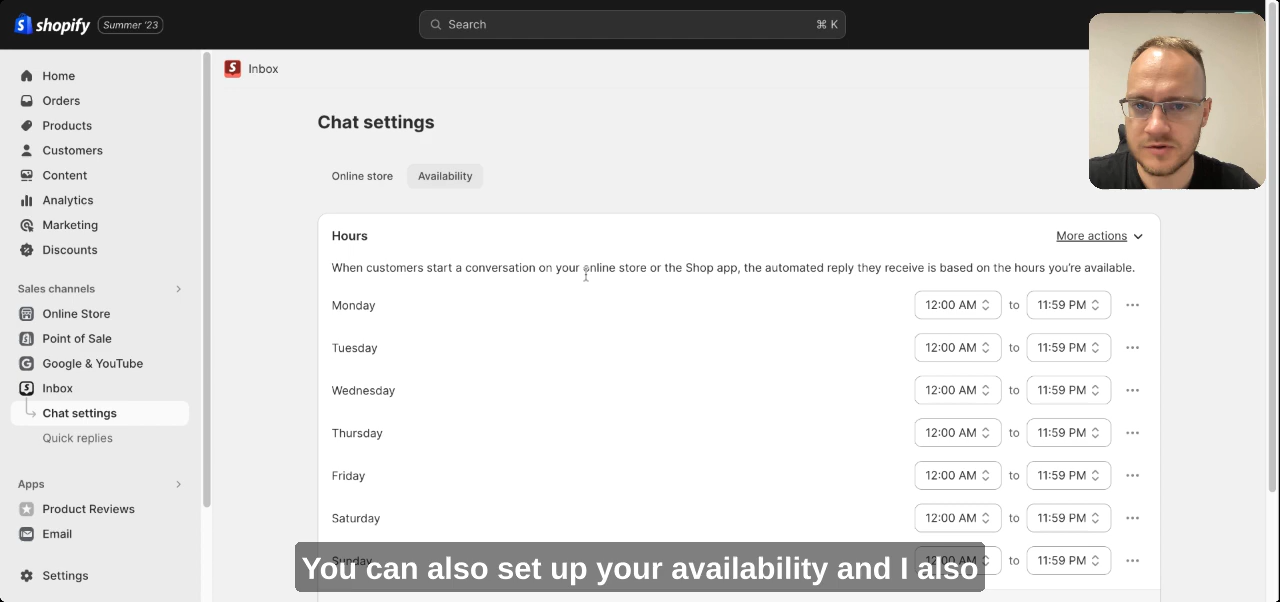 shopify Summer '23
Search ⌘ K
Home
Orders
Products
Customers
Content
Analytics
Marketing
Discounts
Sales channels
Online Store
Point of Sale
Google & YouTube
Inbox
Chat settings
Quick replies
Apps
Product Reviews
Email
Settings
Inbox
Chat settings
Online store Availability
Hours More actions
When customers start a conversation on your online store or the Shop app, the automated reply they receive is based on the hours you're available.
Monday 12:00 AM to 11:59 PM
Tuesday 12:00 AM to 11:59 PM
Wednesday 12:00 AM to 11:59 PM
Thursday 12:00 AM to 11:59 PM
Friday 12:00 AM to 11:59 PM
Saturday 12:00 AM to 11:59 PM
Sunday 12:00 AM to 11:59 PM
You can also set up your availability and I also